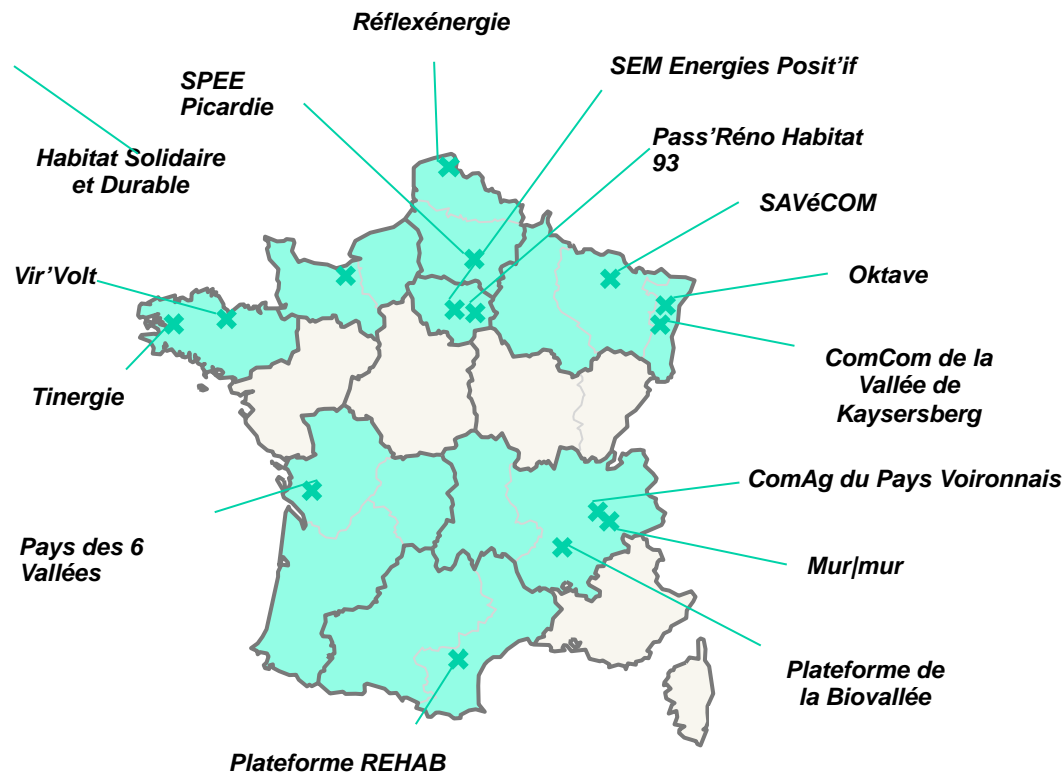 Réflexénergie
SEM Energies Posit'if
SPEE
Picardie
Pass'Réno Habitat
93
Habitat Solidaire
et Durable
SAVéCOM
Vir'Volt
Oktave
Tinergie
ComCom de la
Vallée de
Kaysersberg
ComAg du Pays Voironnais
Pays des 6
Vallées
Mur|mur
Plateforme de
la Biovallée
Plateforme REHAB